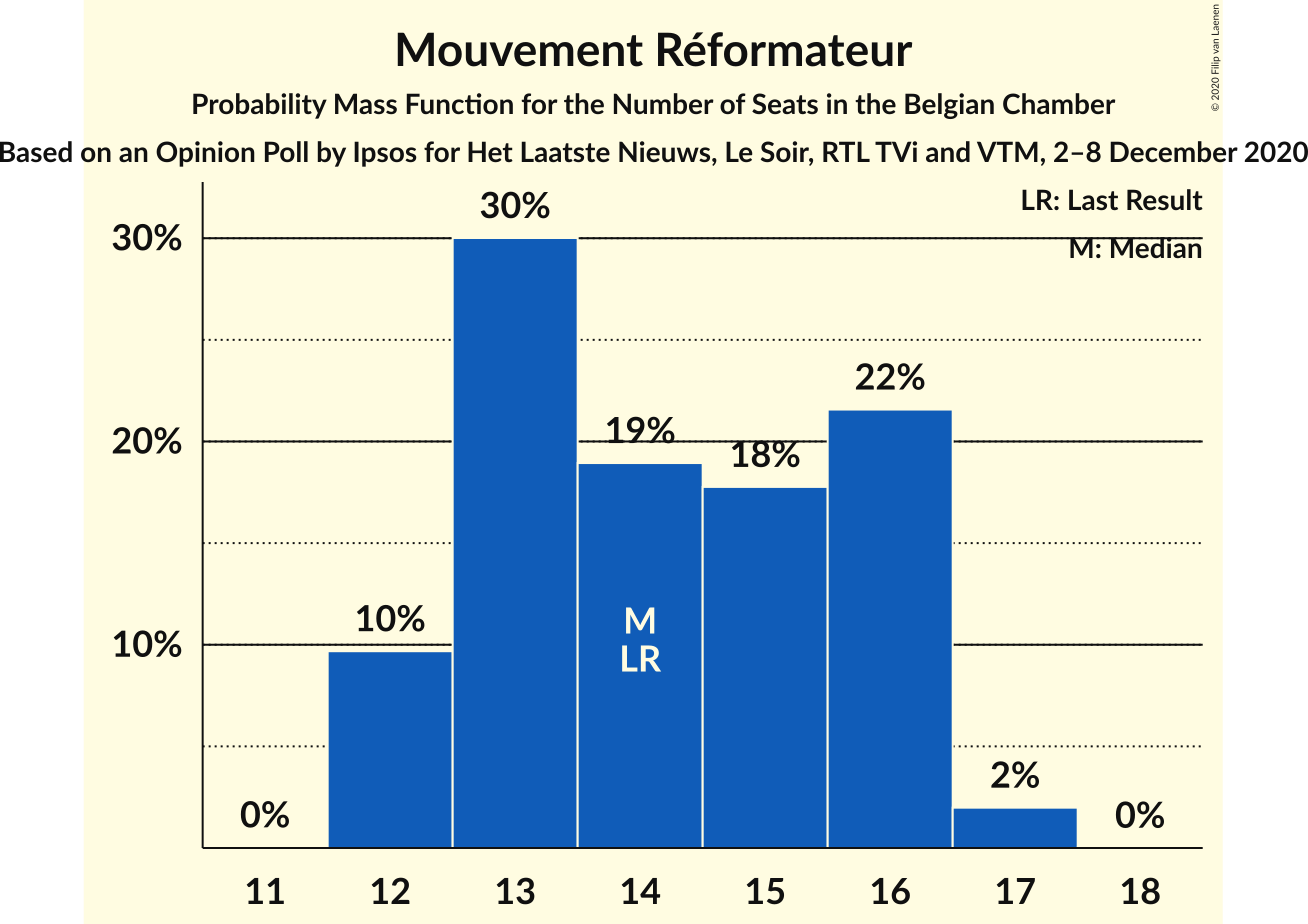 Mouvement Réformateur
Probability Mass Function for the Number of Seats in the Belgian Chamber
Based on an Opinion Poll by Ipsos for Het Laatste Nieuws, Le Soir, RTL TVi and VTM, 2–8 December 2020
© 2020 Filip van Laenen
LR: Last Result
M: Median
30%
20%
10%
0%
10%
30%
19%
18%
22%
2%
0%
M
LR
11 12 13 14 15 16 17 18